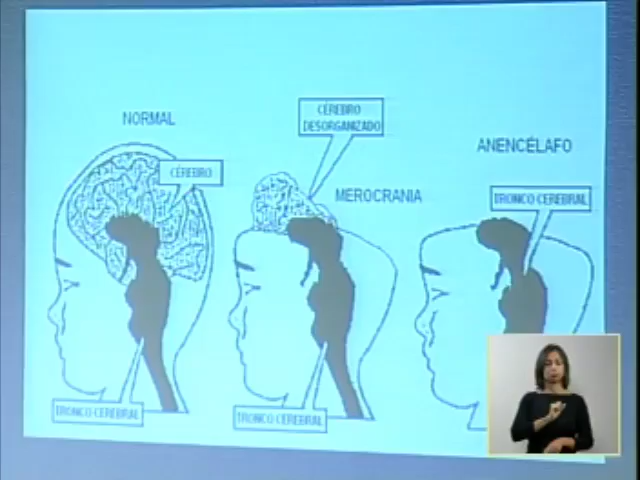 NORMAL
CÉREBRO
TRONCO CEREBRAL
CÉREBRO
DESORGANIZADO
MEROCRANIA
TRONCO CEREBRAL
ANENCÉLAFO
TRONCO CEREBRAL